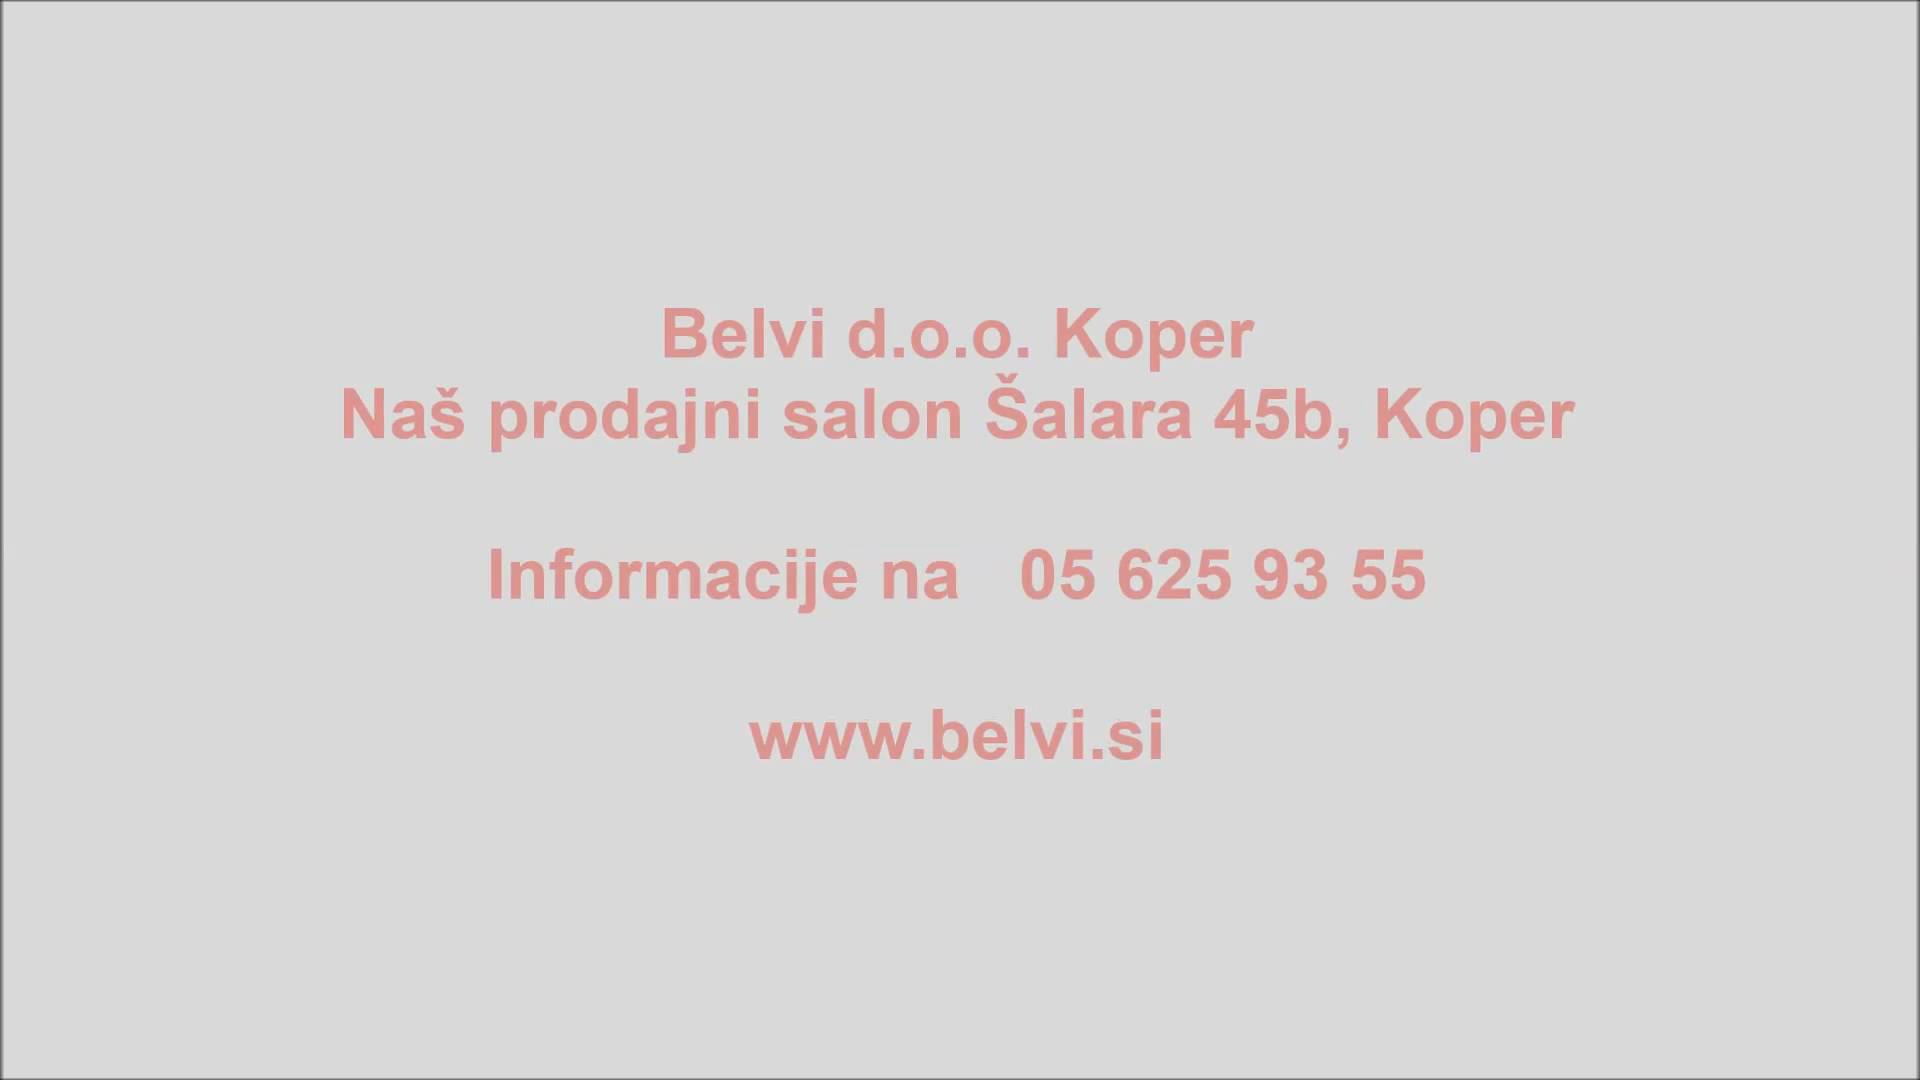 Belvi d.o.o. Koper
Naš prodajni salon Šalara 45b, Koper
Informacije na   05 625 93 55
www.belvi.si